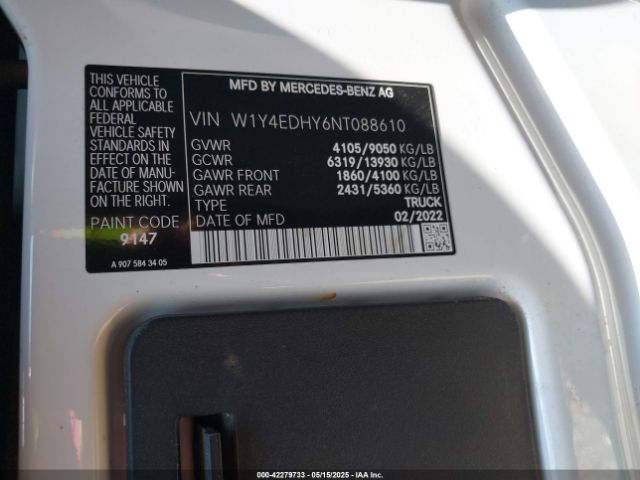 THIS VEHICLE
CONFORMS TO
ALL APPLICABLE
FEDERAL
VEHICLE SAFETY
STANDARDS IN
EFFECT ON THE
DATE OF MANU-
FACTURE SHOWN
ON THE RIGHT.
PAINT CODE
9147
A 907 584 34 05
MFD BY MERCEDES-BENZ AG
VIN W1Y4EDHY6NT088610
GVWR 4105/9050 KG/LB
GCWR 6319/13930 KG/LB
GAWR FRONT 1860/4100 KG/LB
GAWR REAR 2431/5360 KG/LB
TYPE TRUCK
DATE OF MFD 02/2022
000-42279733 - 05/15/2025 - IAA Inc.